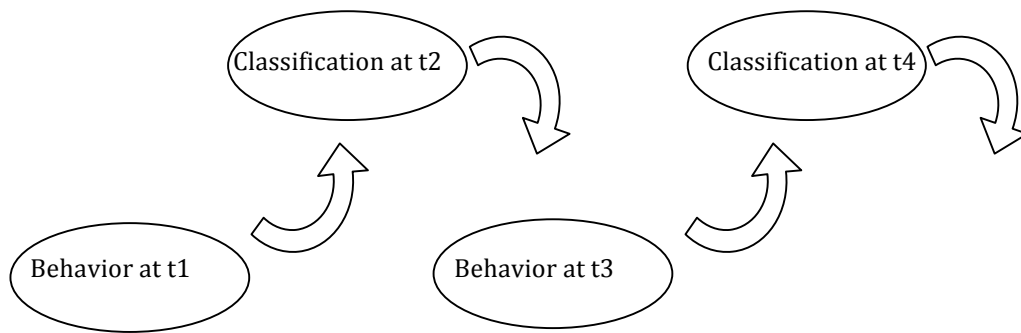 Classification at t2
Classification at t4
Behavior at t1
Behavior at t3